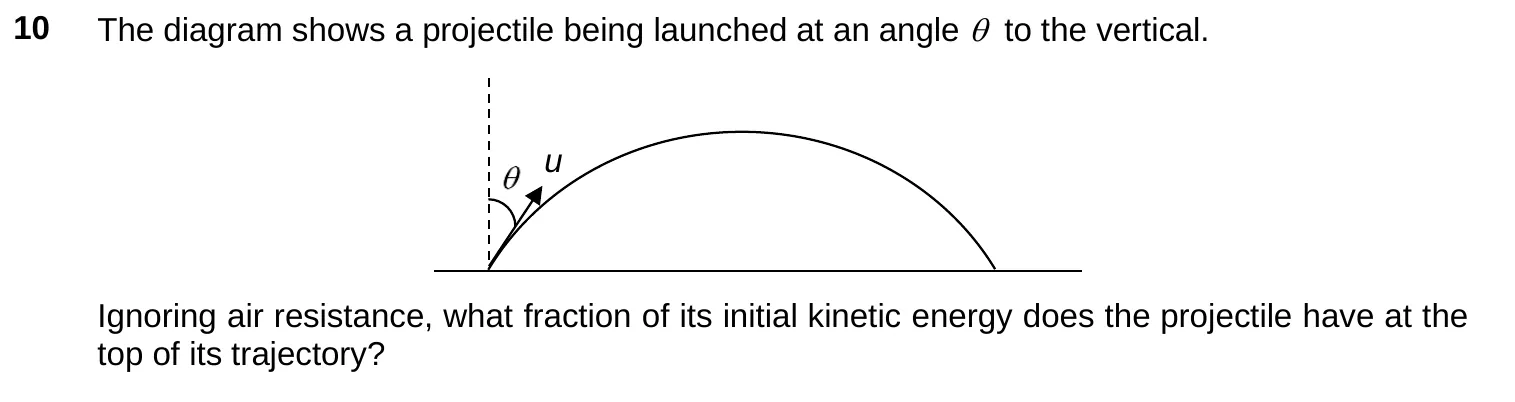 10 The diagram shows a projectile being launched at an angle θ to the vertical.
θ u
Ignoring air resistance, what fraction of its initial kinetic energy does the projectile have at the
top of its trajectory?